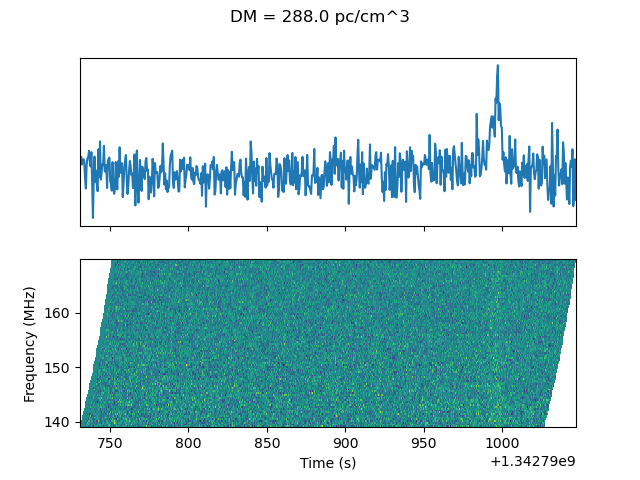 DM = 288.0 pc/cm^3
Frequency (MHz)
160
150
140
750 800 850 900 950 1000
Time (s)
+1.34279e9